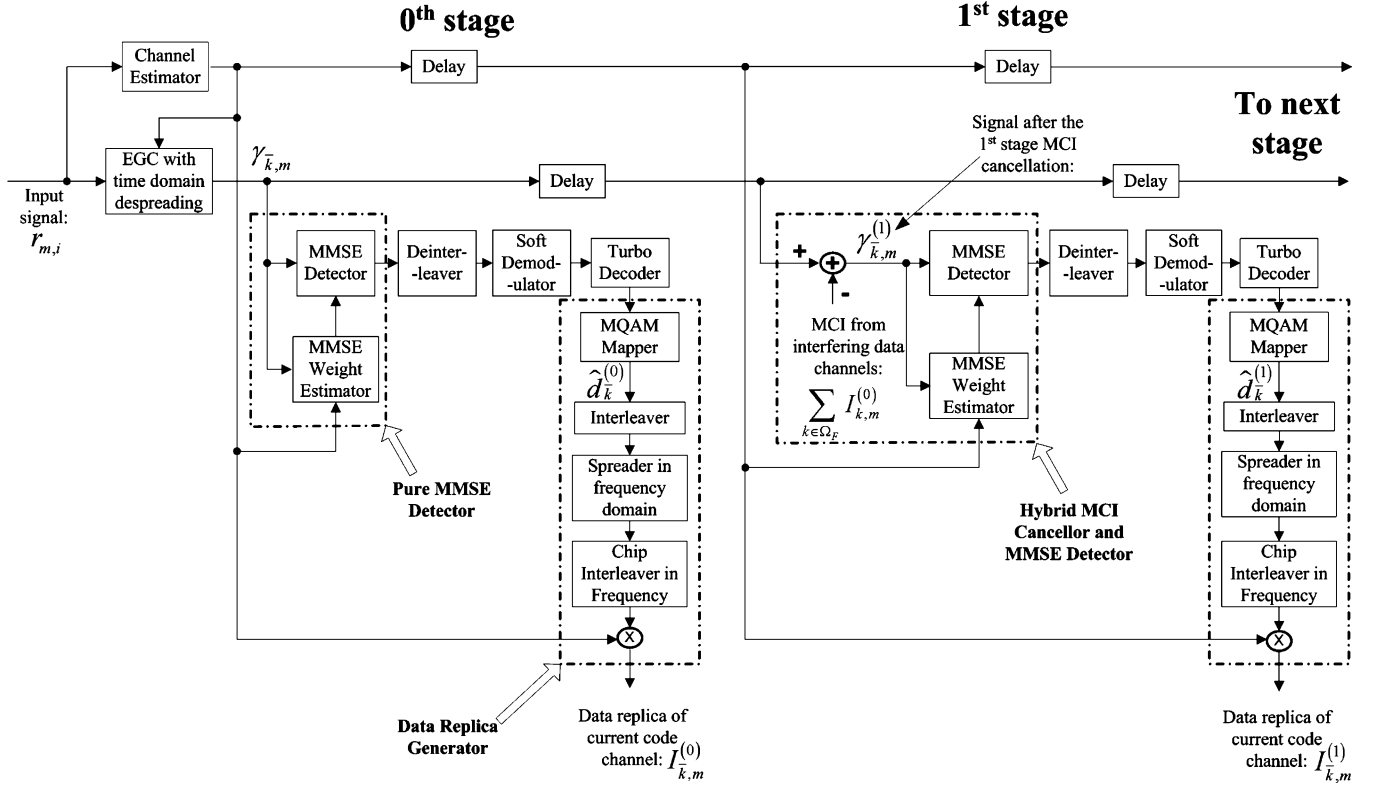 0th stage
1st stage
Channel
Estimator
Delay
Delay
To next
stage
Signal after the
1st stage MCI
cancellation:
EGC with
time domain
despreading
γk̄,m
Delay
Delay
Input
signal:
rm,i
MMSE
Detector
Deinter-
-leaver
Soft
Demod-
-ulator
Turbo
Decoder
+
+
-
γk̄,m(1)
MMSE
Detector
Deinter-
-leaver
Soft
Demod-
-ulator
Turbo
Decoder
MMSE
Weight
Estimator
MQAM
Mapper
d̂k̄(0)
Interleaver
Spreader in
frequency
domain
Chip
Interleaver in
Frequency
X
MCI from
interfering data
channels:
∑k∈ΩF Ik,m(0)
MMSE
Weight
Estimator
MQAM
Mapper
d̂k̄(1)
Interleaver
Spreader in
frequency
domain
Chip
Interleaver in
Frequency
X
Pure MMSE
Detector
Hybrid MCI
Cancellor and
MMSE Detector
Data Replica
Generator
Data replica of
current code
channel: Ik̄,m(0)
Data replica of
current code
channel: Ik̄,m(1)